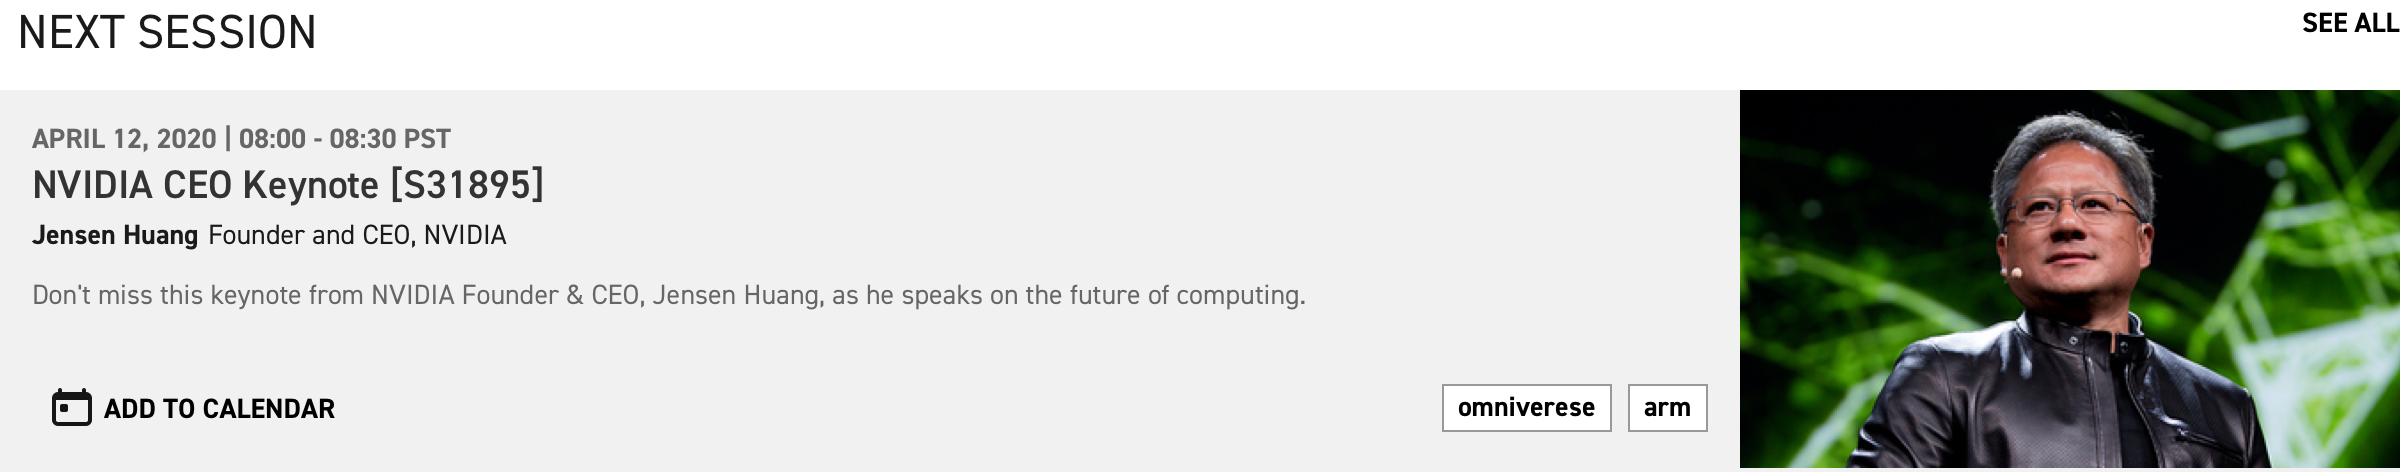 NEXT SESSION
SEE ALL
APRIL 12, 2020 | 08:00 - 08:30 PST
NVIDIA CEO Keynote [S31895]
Jensen Huang Founder and CEO, NVIDIA
Don't miss this keynote from NVIDIA Founder & CEO, Jensen Huang, as he speaks on the future of computing.
ADD TO CALENDAR
omniverese
arm